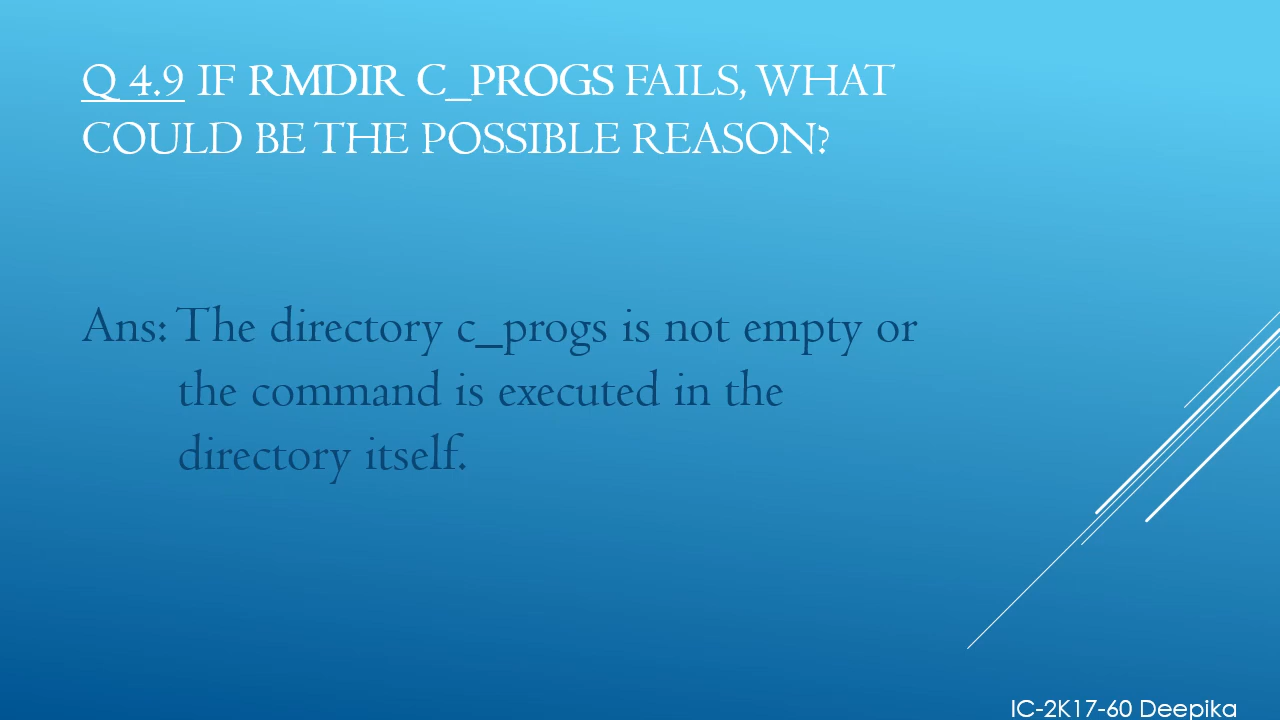 Q 4.9 IF RMDIR C_PROGS FAILS, WHAT
COULD BE THE POSSIBLE REASON?
Ans: The directory c_progs is not empty or
the command is executed in the
directory itself.
IC-2K17-60 Deepika